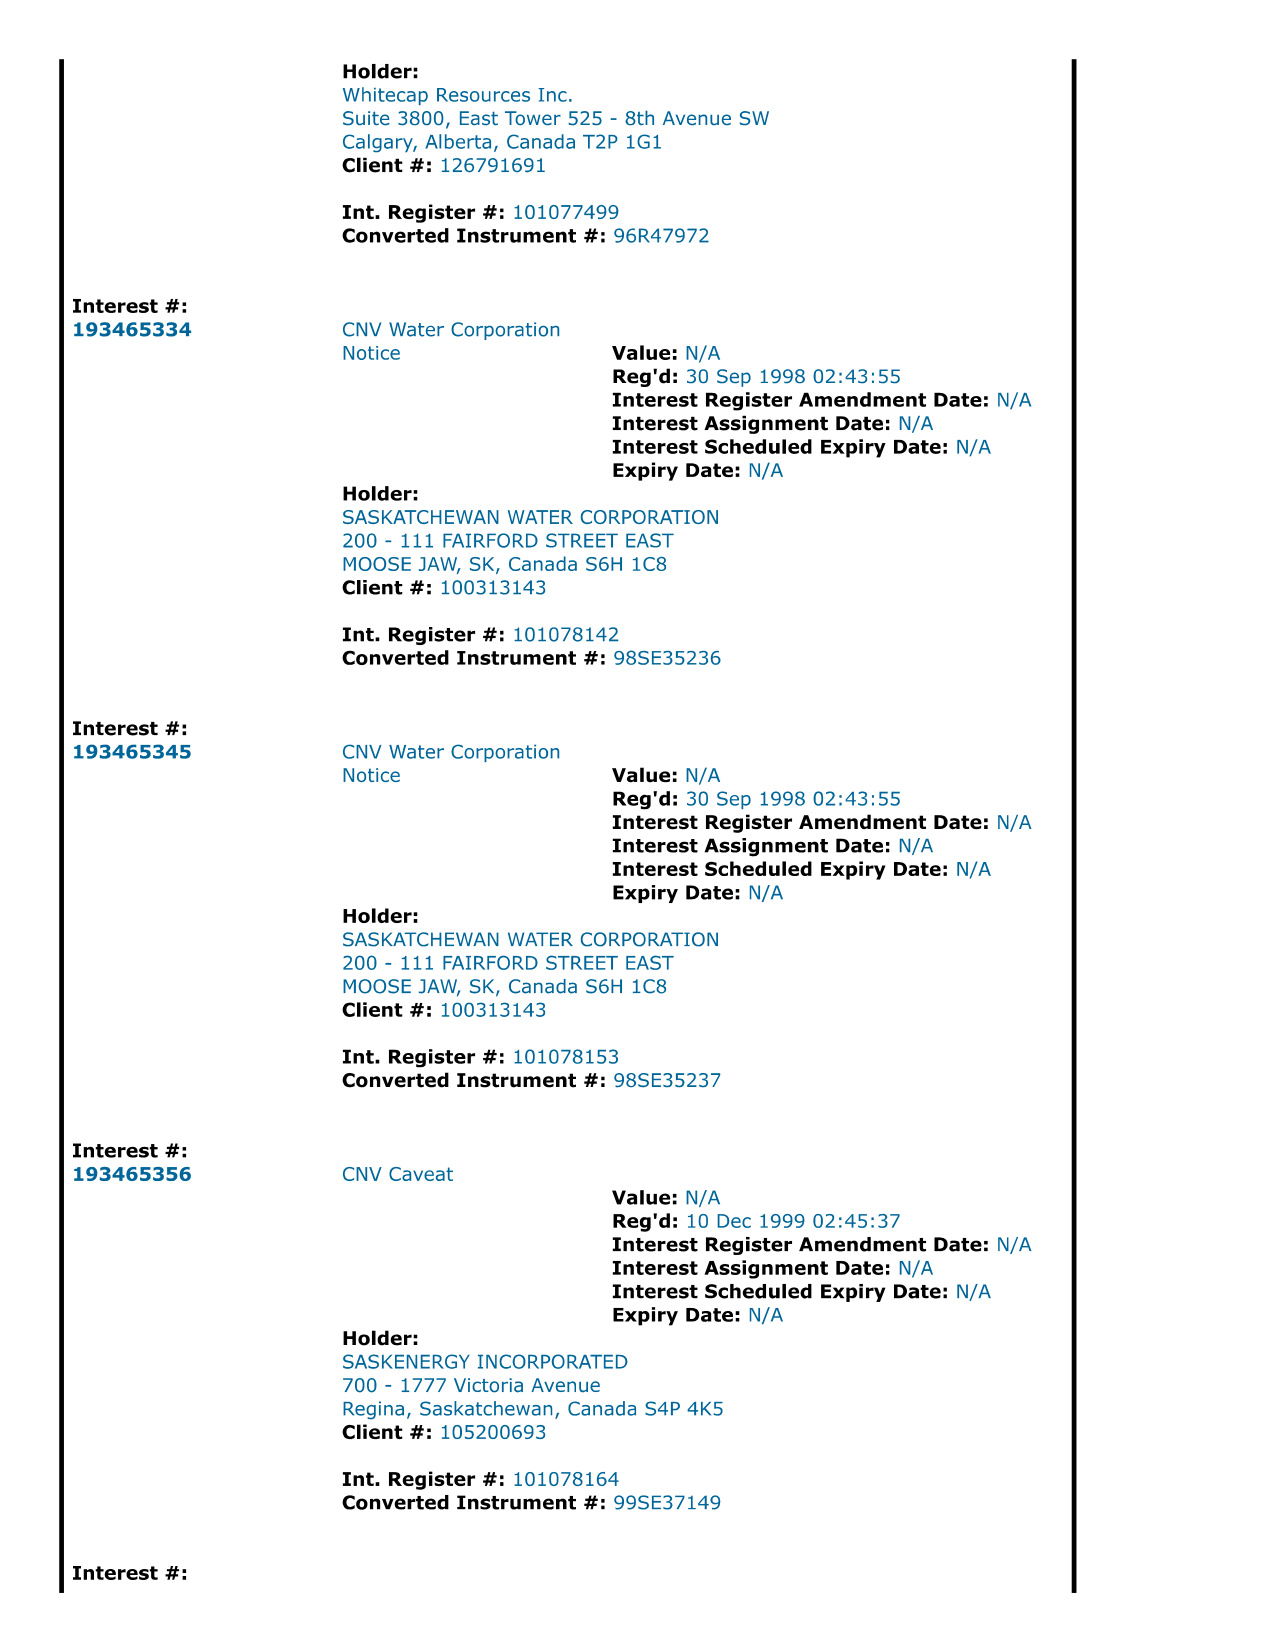 Holder:
Whitecap Resources Inc.
Suite 3800, East Tower 525 - 8th Avenue SW
Calgary, Alberta, Canada T2P 1G1
Client #: 126791691
Int. Register #: 101077499
Converted Instrument #: 96R47972
Interest #:
193465334 CNV Water Corporation
Notice Value: N/A
Reg'd: 30 Sep 1998 02:43:55
Interest Register Amendment Date: N/A
Interest Assignment Date: N/A
Interest Scheduled Expiry Date: N/A
Expiry Date: N/A
Holder:
SASKATCHEWAN WATER CORPORATION
200 - 111 FAIRFORD STREET EAST
MOOSE JAW, SK, Canada S6H 1C8
Client #: 100313143
Int. Register #: 101078142
Converted Instrument #: 98SE35236
Interest #:
193465345 CNV Water Corporation
Notice Value: N/A
Reg'd: 30 Sep 1998 02:43:55
Interest Register Amendment Date: N/A
Interest Assignment Date: N/A
Interest Scheduled Expiry Date: N/A
Expiry Date: N/A
Holder:
SASKATCHEWAN WATER CORPORATION
200 - 111 FAIRFORD STREET EAST
MOOSE JAW, SK, Canada S6H 1C8
Client #: 100313143
Int. Register #: 101078153
Converted Instrument #: 98SE35237
Interest #:
193465356 CNV Caveat
Value: N/A
Reg'd: 10 Dec 1999 02:45:37
Interest Register Amendment Date: N/A
Interest Assignment Date: N/A
Interest Scheduled Expiry Date: N/A
Expiry Date: N/A
Holder:
SASKENERGY INCORPORATED
700 - 1777 Victoria Avenue
Regina, Saskatchewan, Canada S4P 4K5
Client #: 105200693
Int. Register #: 101078164
Converted Instrument #: 99SE37149
Interest #: